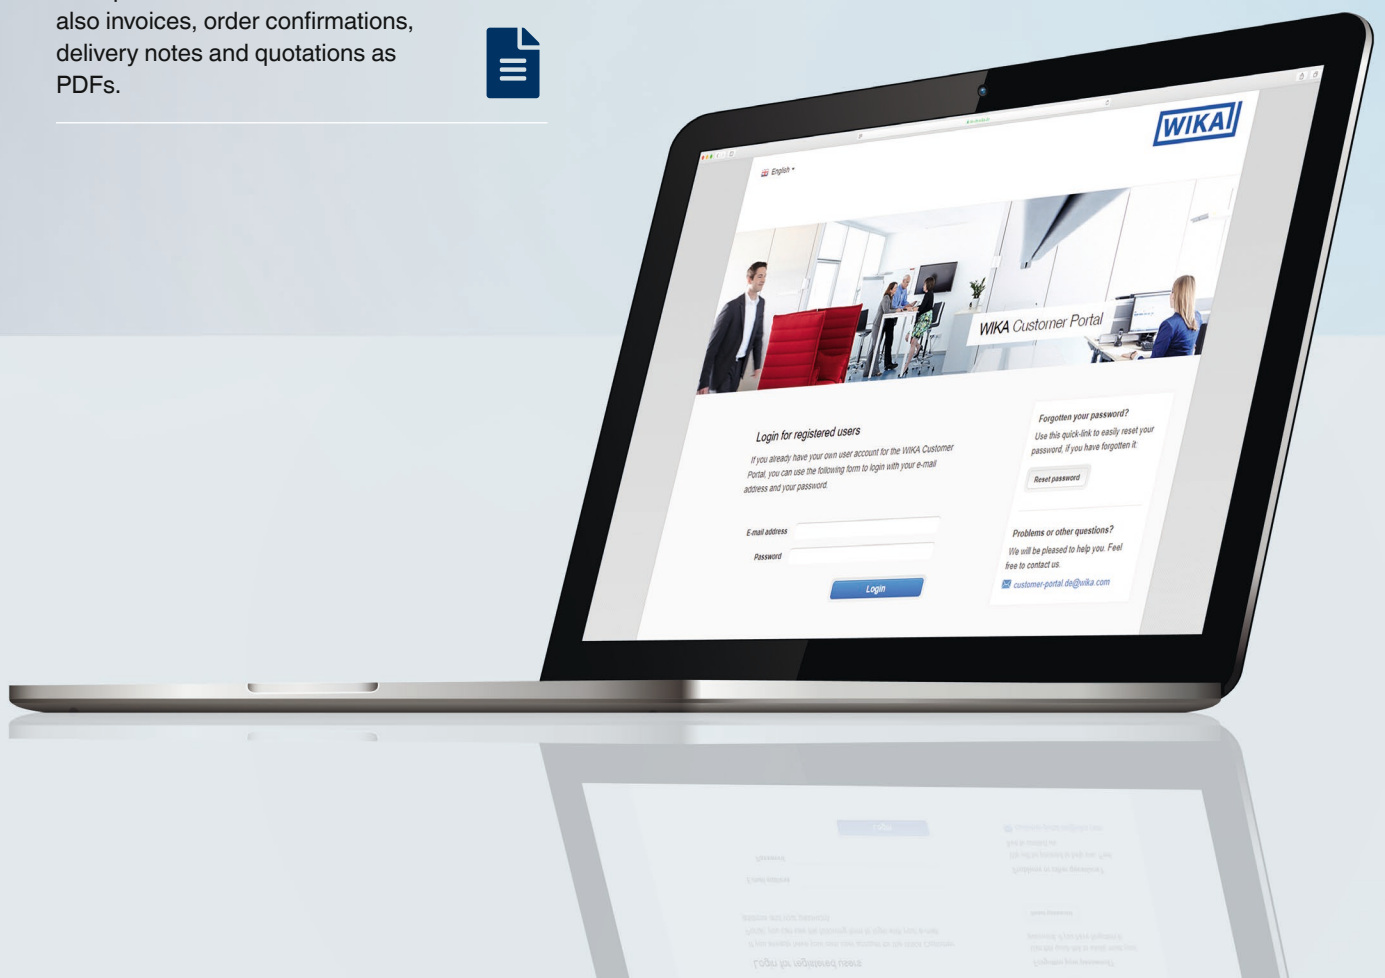 also invoices, order confirmations,
delivery notes and quotations as
PDFs.
English
WIKA
WIKA Customer Portal
Login for registered users
If you already have your own user account for the WIKA Customer
Portal, you can use the following form to login with your e-mail
address and your password.
E-mail address
Password
Login
Forgotten your password?
Use this quick-link to easily reset your
password, if you have forgotten it.
Reset password
Problems or other questions?
We will be pleased to help you. Feel
free to contact us.
customer-portal.de@wika.com